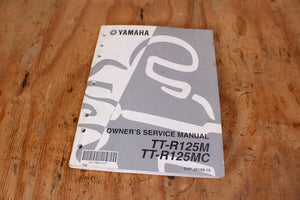 YAMAHA
OWNER'S SERVICE MANUAL
TT-R125M
TT-R125MC